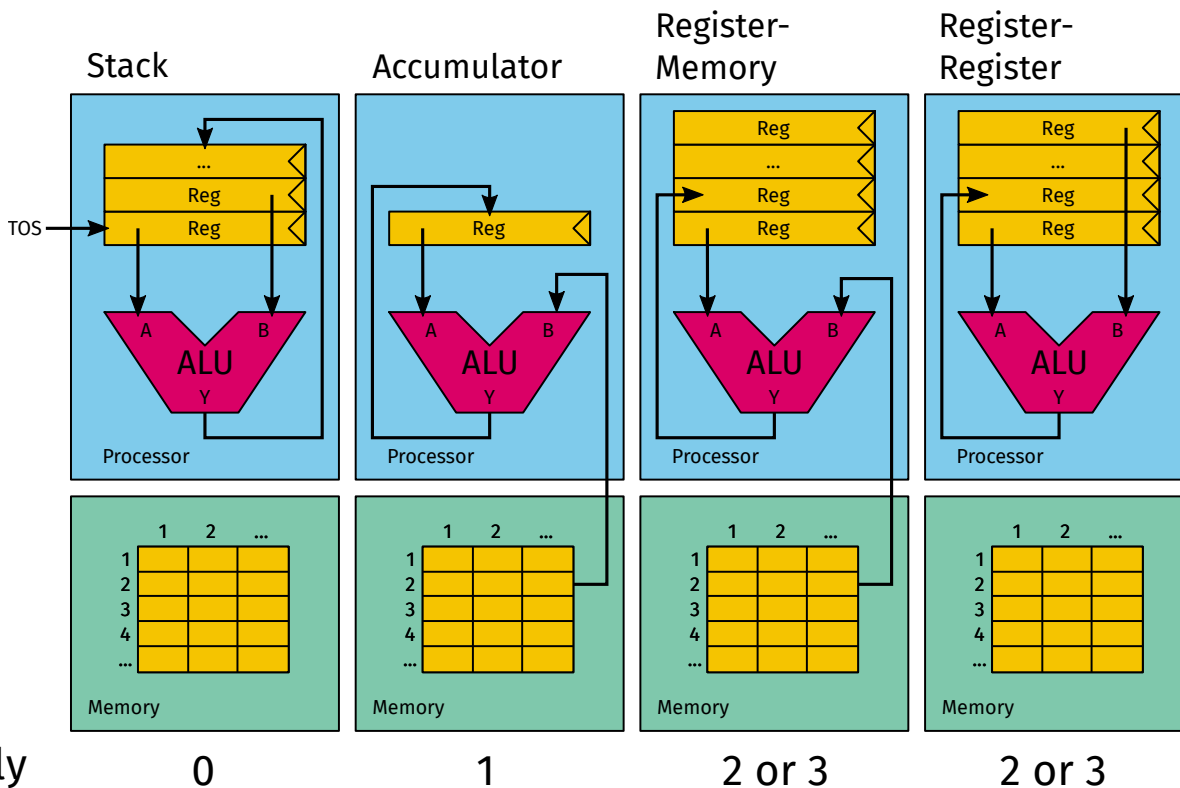 Stack
Accumulator
Register-
Memory
Register-
Register
...
Reg
TOS
Reg
A
B
ALU
Y
Processor
Reg
A
B
ALU
Y
Processor
Reg
...
Reg
Reg
A
B
ALU
Y
Processor
Reg
...
Reg
Reg
A
B
ALU
Y
Processor
1 2 ...
1
2
3
4
...
Memory
1 2 ...
1
2
3
4
...
Memory
1 2 ...
1
2
3
4
...
Memory
1 2 ...
1
2
3
4
...
Memory
ly 0 1 2 or 3 2 or 3